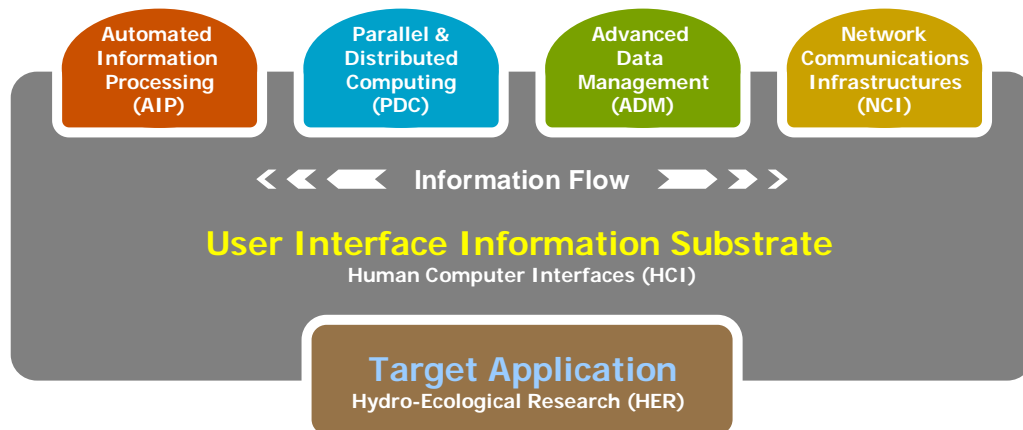 Automated
Information
Processing
(AIP)
Parallel &
Distributed
Computing
(PDC)
Advanced
Data
Management
(ADM)
Network
Communications
Infrastructures
(NCI)
Information Flow
User Interface Information Substrate
Human Computer Interfaces (HCI)
Target Application
Hydro-Ecological Research (HER)